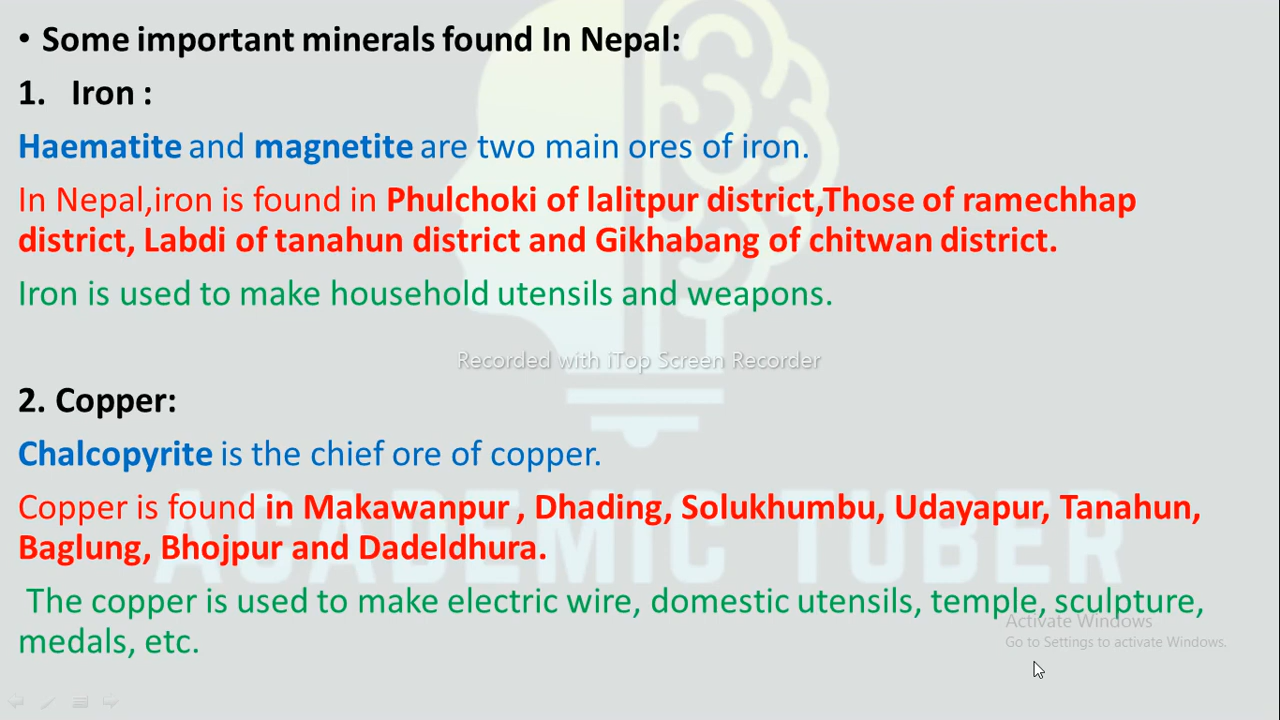 • Some important minerals found In Nepal:
1. Iron :
Haematite and magnetite are two main ores of iron.
In Nepal,iron is found in Phulchoki of lalitpur district,Those of ramechhap
district, Labdi of tanahun district and Gikhabang of chitwan district.
Iron is used to make household utensils and weapons.
Recorded with iTop Screen Recorder
2. Copper:
Chalcopyrite is the chief ore of copper.
Copper is found in Makawanpur , Dhading, Solukhumbu, Udayapur, Tanahun,
Baglung, Bhojpur and Dadeldhura.
ACADEMIC TUBER
The copper is used to make electric wire, domestic utensils, temple, sculpture,
medals, etc.
Activate Windows
Go to Settings to activate Windows.